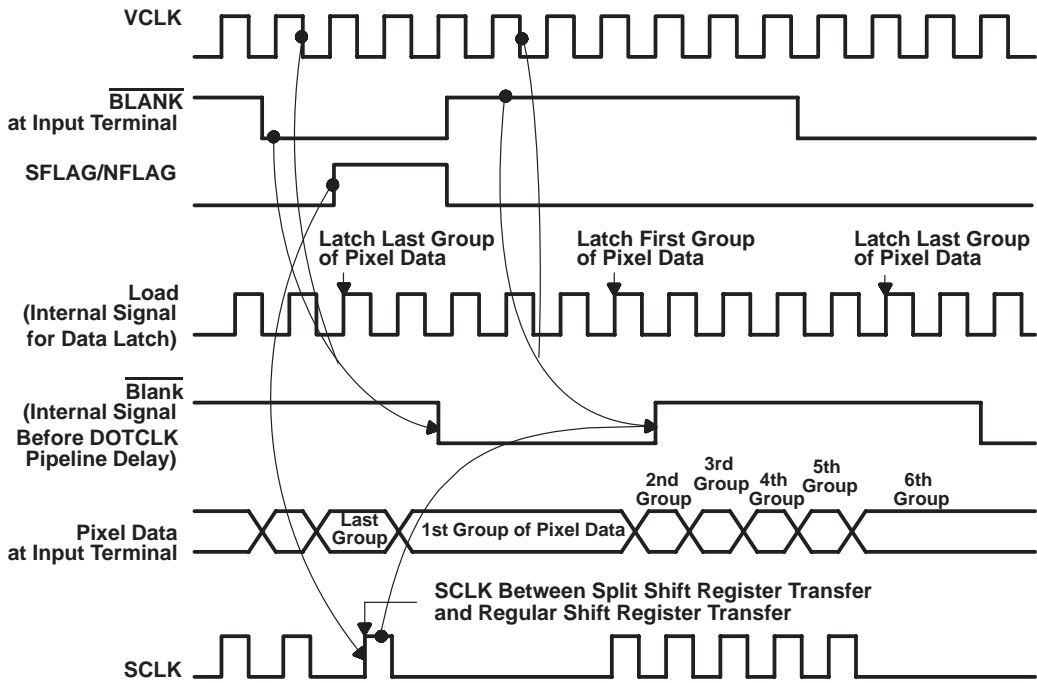 VCLK
BLANK
at Input Terminal
SFLAG/NFLAG
Latch Last Group
of Pixel Data
Latch First Group
of Pixel Data
Latch Last Group
of Pixel Data
Load
(Internal Signal
for Data Latch)
Blank
(Internal Signal
Before DOTCLK
Pipeline Delay)
2nd
Group
3rd
Group
4th
Group
5th
Group
6th
Group
Pixel Data
at Input Terminal
Last
Group
1st Group of Pixel Data
SCLK Between Split Shift Register Transfer
and Regular Shift Register Transfer
SCLK